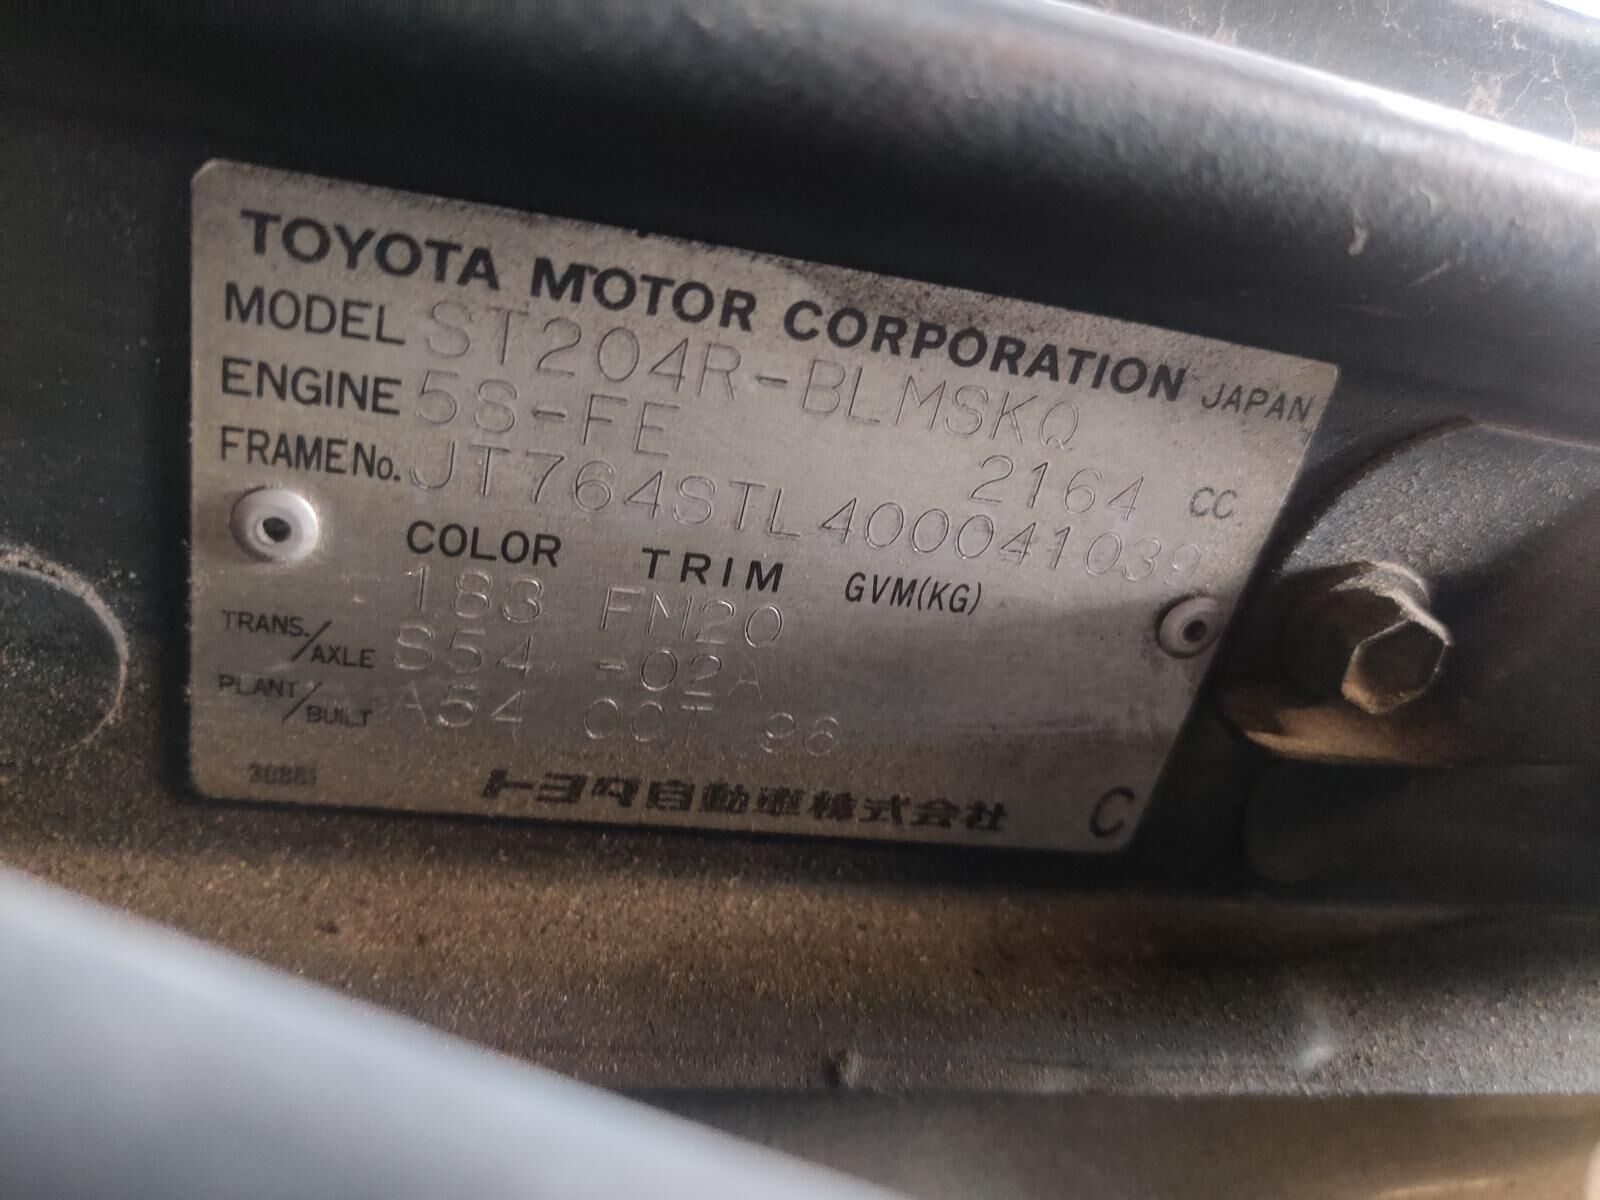 TOYOTA MOTOR CORPORATION JAPAN
MODEL ST204R-BLMSKQ
ENGINE 5S-FE 2164 CC
FRAME No. JT764STL400041039
COLOR TRIM GVM(KG)
183 FM20
TRANS./AXLE S54 -02A
PLANT/BUILT A54 OCT 96
トヨタ自動車株式会社 C